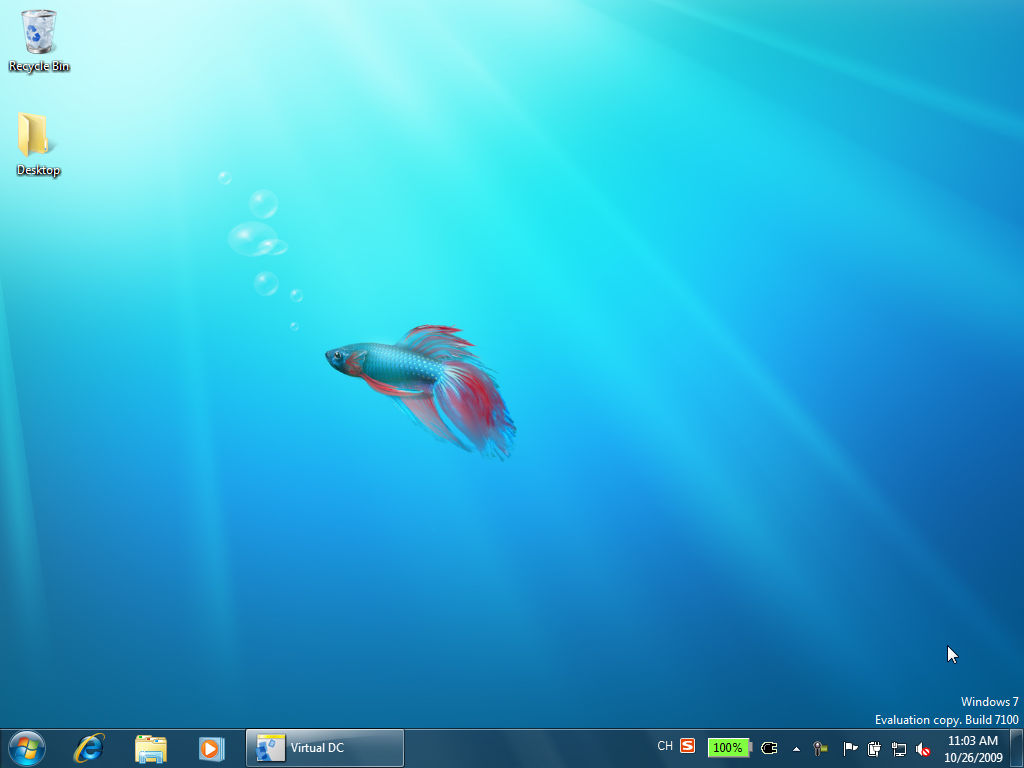 Recycle Bin
Desktop
Windows 7
Evaluation copy. Build 7100
Virtual DC
CH
S
100%
11:03 AM
10/26/2009